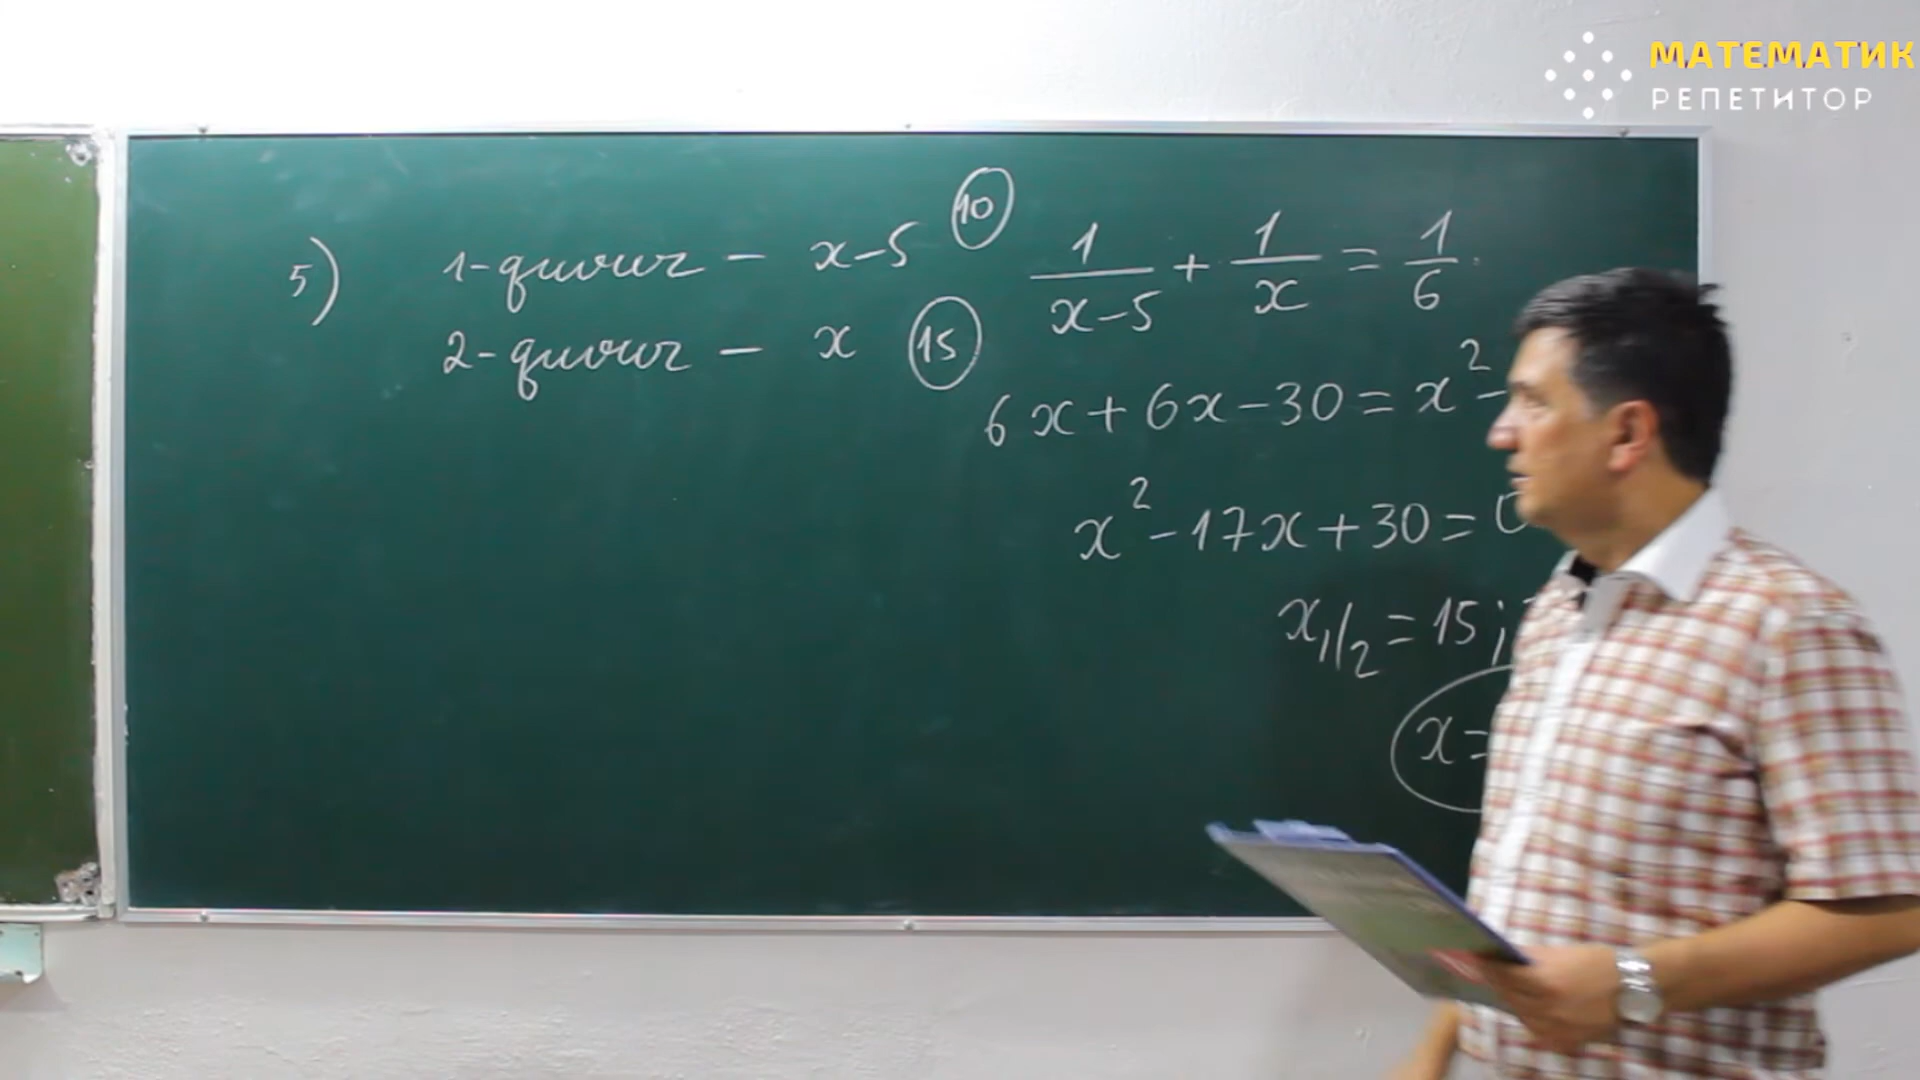 МАТЕМАТИК
РЕПЕТИТОР
5) 1-quvur – x–5 (10)
2-quvur – x (15)
1/(x–5) + 1/x = 1/6
6x+6x–30=x²–
x²–17x+30=0
x₁/₂=15;
x=